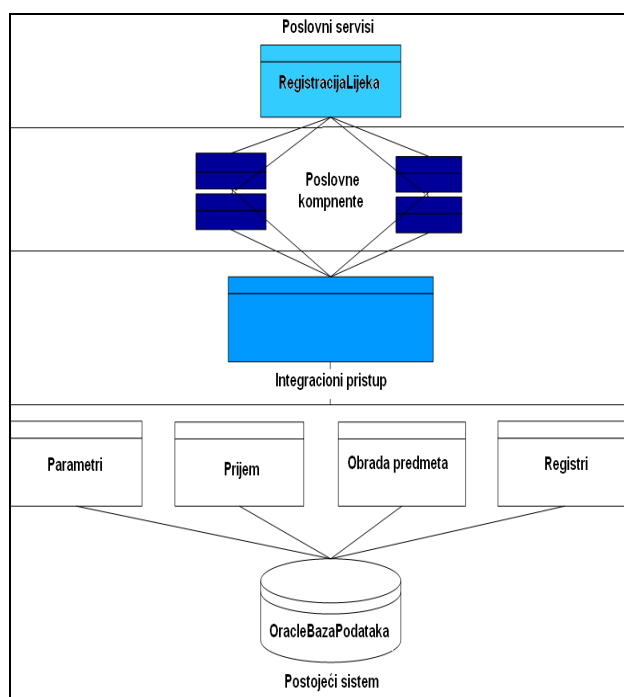 Poslovni servisi
RegistracijaLijeka
Poslovne
kompnente
Integracioni pristup
Parametri
Prijem
Obrada predmeta
Registri
OracleBazaPodataka
Postojeći sistem